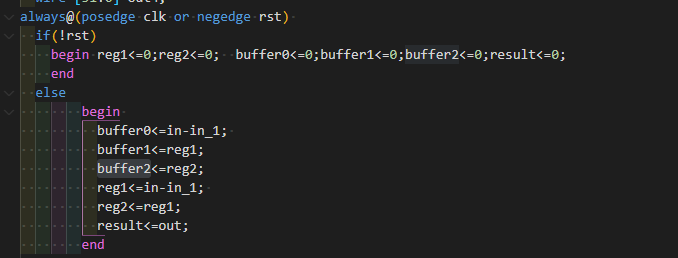 always@(posedge clk or negedge rst)
if(!rst)
begin reg1<=0;reg2<=0; buffer0<=0;buffer1<=0;buffer2<=0;result<=0;
end
else
begin
buffer0<=in-in_1;
buffer1<=reg1;
buffer2<=reg2;
reg1<=in-in_1;
reg2<=reg1;
result<=out;
end